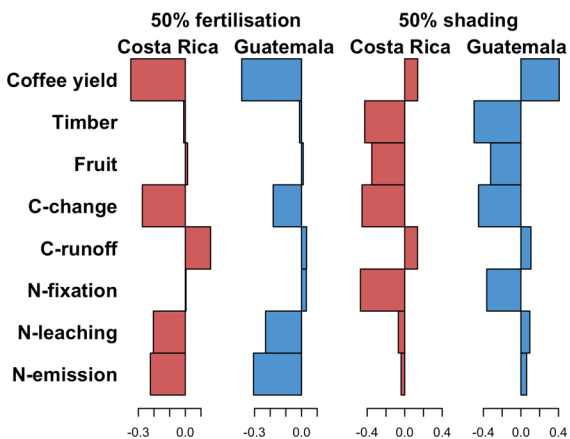 50% fertilisation 50% shading
Costa Rica Guatemala Costa Rica Guatemala
Coffee yield
Timber
Fruit
C-change
C-runoff
N-fixation
N-leaching
N-emission
-0.3 0.0 -0.3 0.0 -0.4 0.0 0.4 -0.4 0.0 0.4